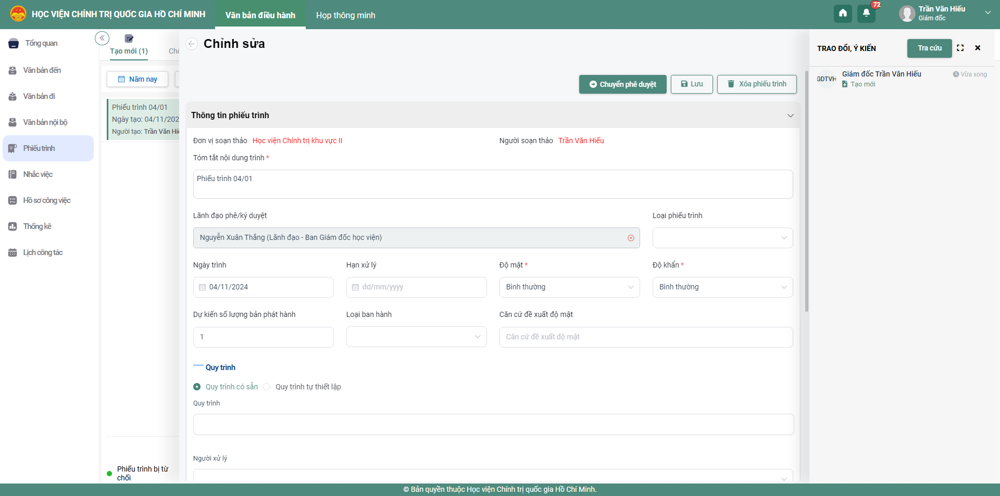 HỌC VIỆN CHÍNH TRỊ QUỐC GIA HỒ CHÍ MINH
Văn bản điều hành
Họp thông minh
72
Trần Văn Hiếu
Giám đốc
Tổng quan
Văn bản đến
Văn bản đi
Văn bản nội bộ
Phiếu trình
Nhắc việc
Hồ sơ công việc
Thống kê
Lịch công tác
Tạo mới (1)
Năm nay
Phiếu trình 04/01
Ngày tạo: 04/11/202
Người tạo: Trần Văn
Phiếu trình bị từ
chối
Chỉnh sửa
Chuyển phê duyệt
Lưu
Xóa phiếu trình
Thông tin phiếu trình
Đơn vị soạn thảo Học viện Chính trị khu vực II
Người soạn thảo Trần Văn Hiếu
Tóm tắt nội dung trình *
Phiếu trình 04/01
Lãnh đạo phê/ký duyệt
Loại phiếu trình
Nguyễn Xuân Thắng (Lãnh đạo - Ban Giám đốc học viện)
Ngày trình
Hạn xử lý
Độ mật *
Độ khẩn *
04/11/2024
dd/mm/yyyy
Bình thường
Bình thường
Dự kiến số lượng bản phát hành
Loại ban hành
Căn cứ đề xuất độ mật
1
Căn cứ đề xuất độ mật
Quy trình
Quy trình có sẵn
Quy trình tự thiết lập
Quy trình
Người xử lý
TRAO ĐỔI, Ý KIẾN
Tra cứu
GDTVH
Giám đốc Trần Văn Hiếu
Vừa xong
Tạo mới
© Bản quyền thuộc Học viện Chính trị quốc gia Hồ Chí Minh.